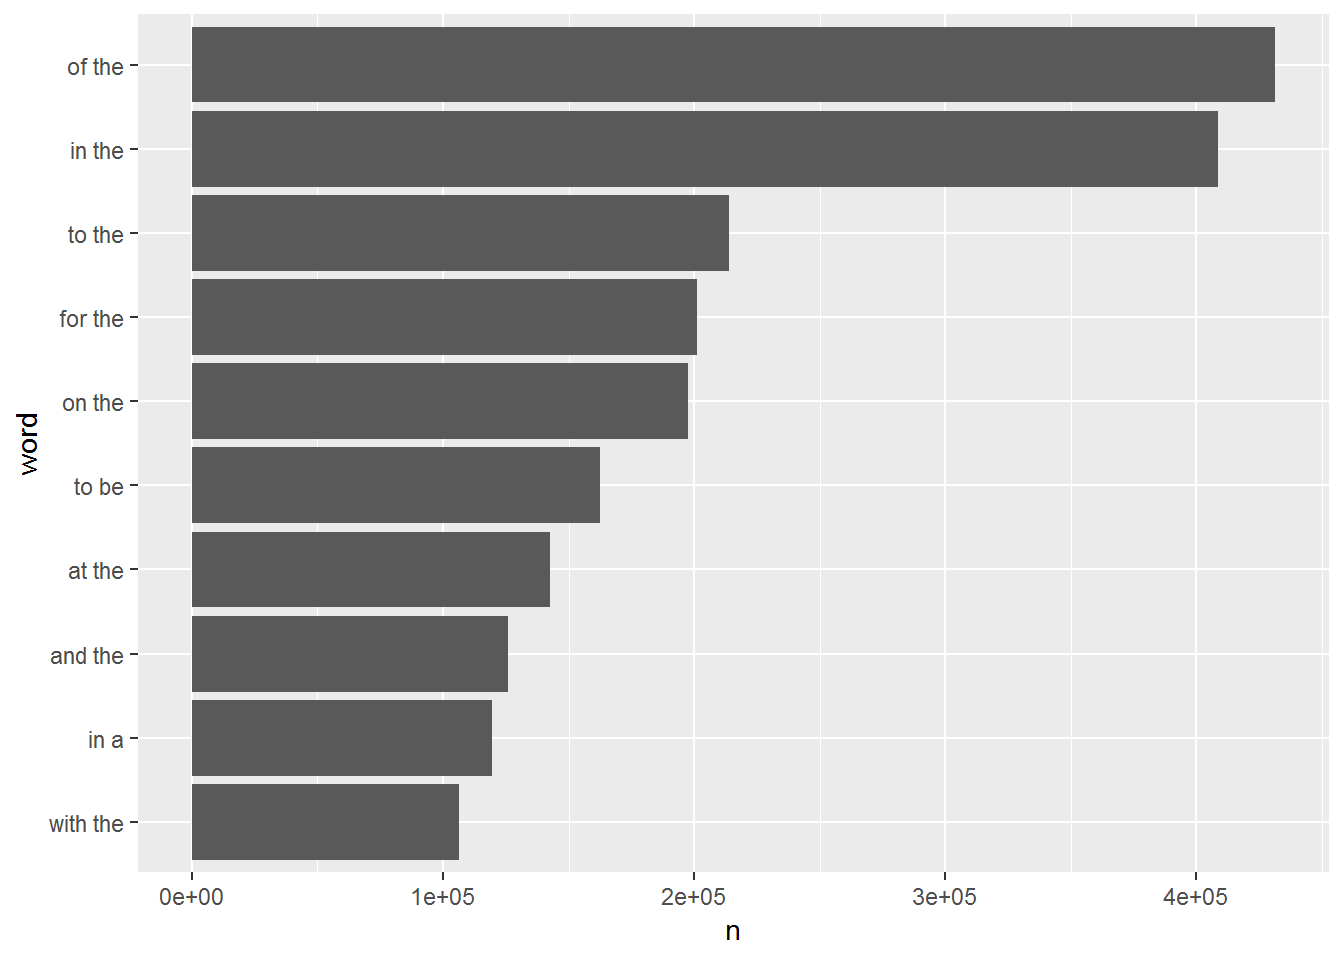 of the
in the
to the
for the
on the
to be
at the
and the
in a
with the
word
0e+00 1e+05 2e+05 3e+05 4e+05
n